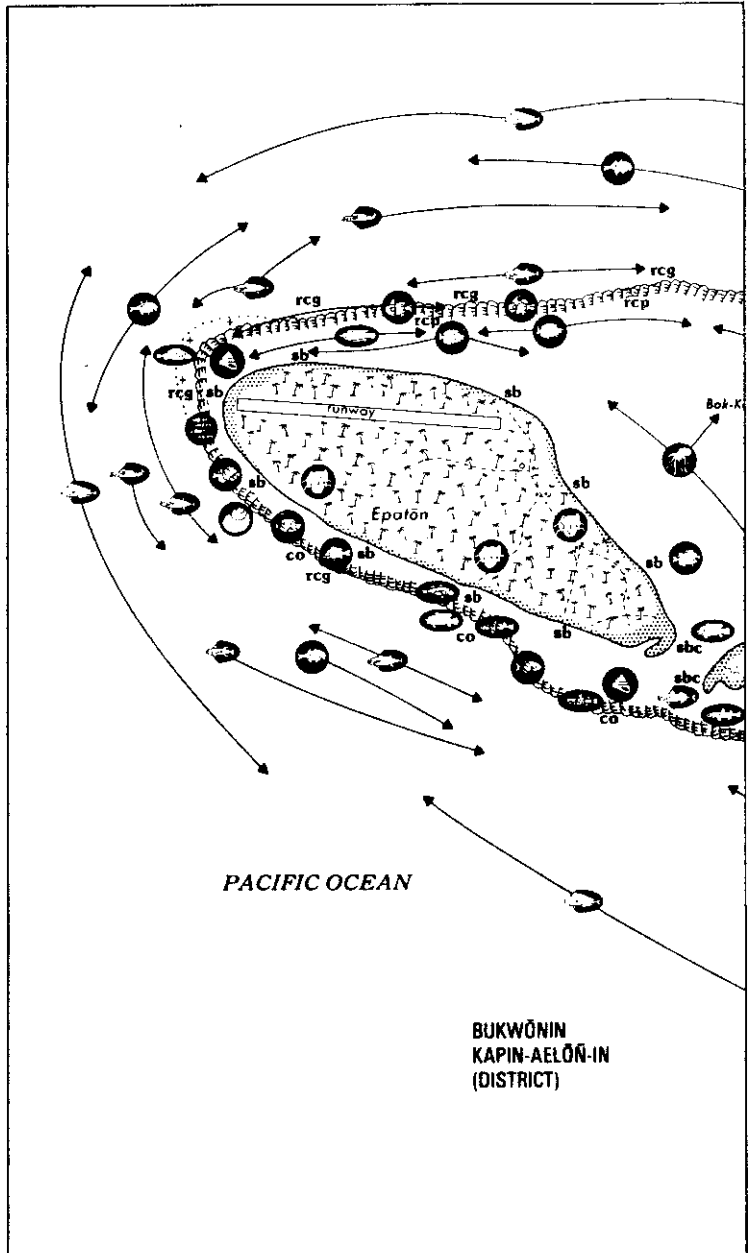 rcg
rcg
rcg
rcp
rcp
sb
sb
rcg
sb
runway
Bok-K
sb
sb
Epatōn
co
sb
rcg
sb
sb
co
sb
sbc
sbc
co
PACIFIC OCEAN
BUKWŌNIN
KAPIN-AELŌÑ-IN
(DISTRICT)